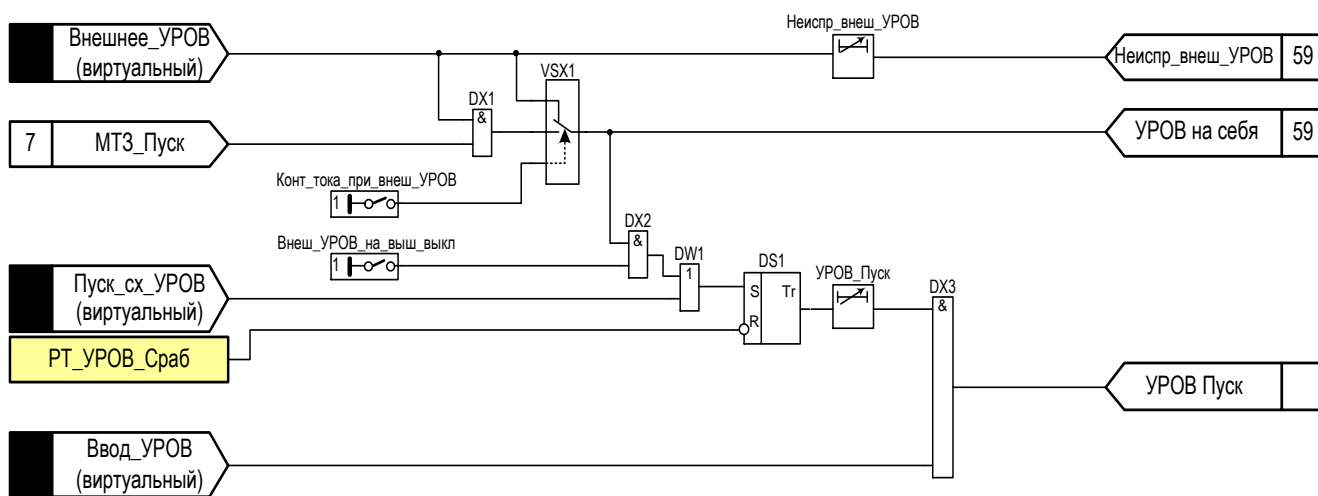 Неиспр_внеш_УРОВ
Внешнее_УРОВ
(виртуальный)
Неиспр_внеш_УРОВ 59
VSX1
DX1
&
7 МТЗ_Пуск
УРОВ на себя 59
Конт_тока_при_внеш_УРОВ
1
DX2
&
Внеш_УРОВ_на_выш_выкл
1
DW1
1
DS1
УРОВ_Пуск
Пуск_сх_УРОВ
(виртуальный)
S Tr
R
DX3
&
РТ_УРОВ_Сраб
УРОВ Пуск
Ввод_УРОВ
(виртуальный)